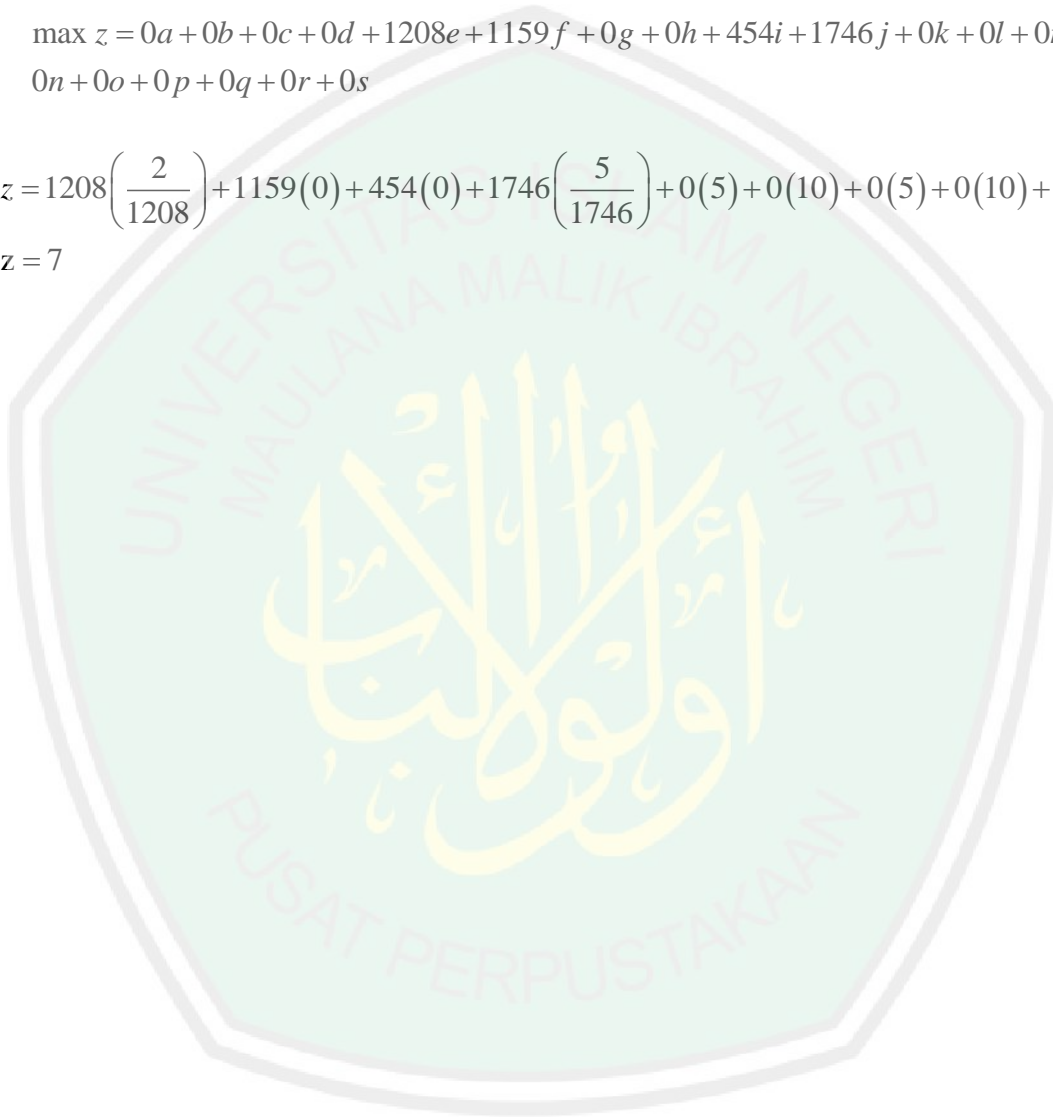 max z = 0a + 0b + 0c + 0d + 1208e + 1159f + 0g + 0h + 454i + 1746j + 0k + 0l +
0n + 0o + 0p + 0q + 0r + 0s
z = 1208(2/1208) + 1159(0) + 454(0) + 1746(5/1746) + 0(5) + 0(10) + 0(5) + 0(10) +
z = 7
UNIVERSITAS ISLAM NEGERI
MAULANA MALIK IBRAHIM
أولوا الألباب
PUSAT PERPUSTAKAAN